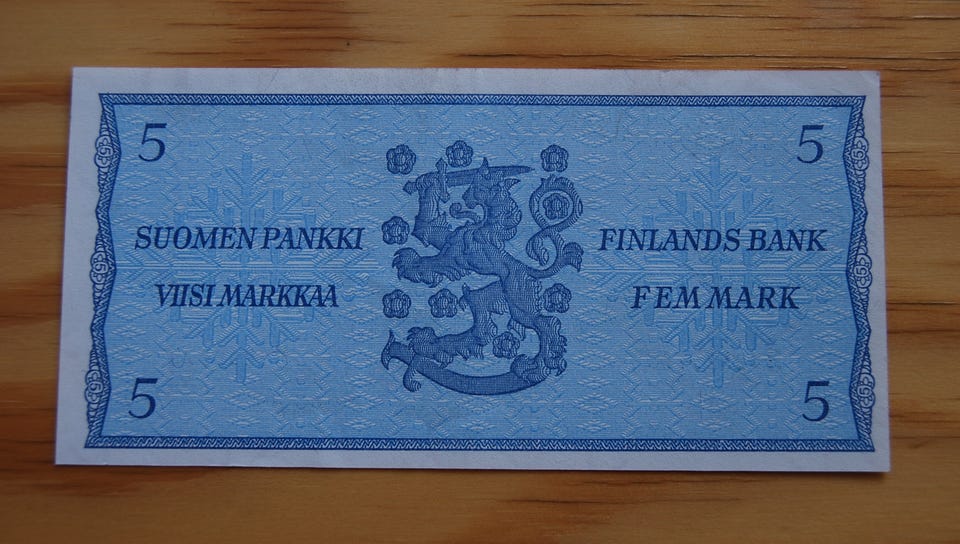 5
5
SUOMEN PANKKI
FINLANDS BANK
VIISI MARKKAA
FEM MARK
5
5